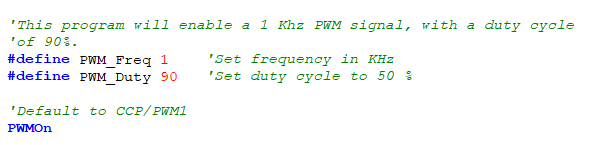 'This program will enable a 1 Khz PWM signal, with a duty cycle
'of 90%.
#define PWM_Freq 1 'Set frequency in KHz
#define PWM_Duty 90 'Set duty cycle to 50 %
'Default to CCP/PWM1
PWMOn